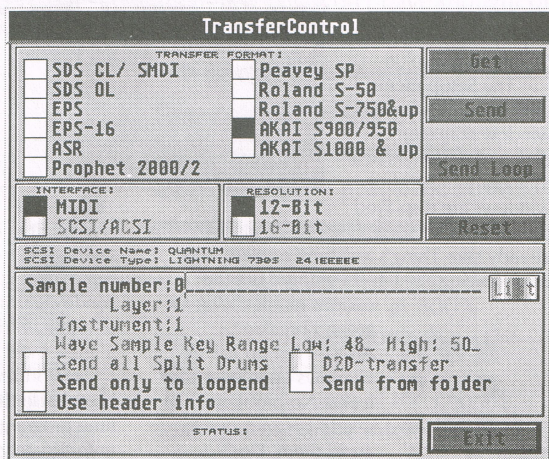 TransferControl
TRANSFER FORMAT:
SDS CL/ SMDI
SDS OL
EPS
EPS-16
ASR
Prophet 2000/2
Peavey SP
Roland S-50
Roland S-750&up
AKAI S900/950
AKAI S1000 & up
Get
Send
Send Loop
Reset
INTERFACE:
MIDI
SCSI/ACSI
RESOLUTION:
12-Bit
16-Bit
SCSI Device Name: QUANTUM
SCSI Device Type: LIGHTNING 730S 241EEEEE
Sample number:0
List
Layer:1
Instrument:1
Wave Sample Key Range Low: 48_ High: 50_
Send all Split Drums
D2D-transfer
Send only to loopend
Send from folder
Use header info
STATUS:
Exit